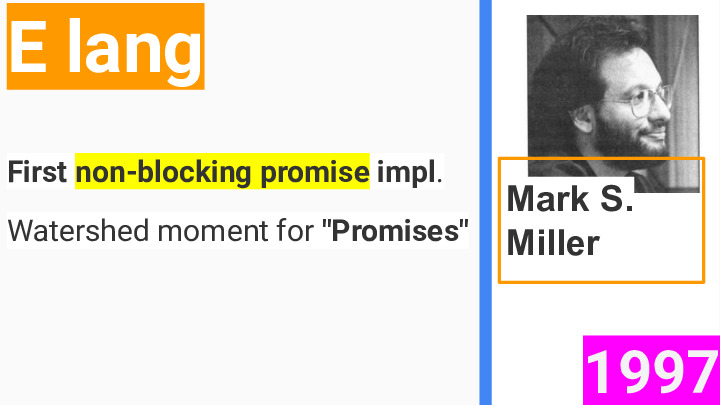 E lang
First non-blocking promise impl.
Watershed moment for "Promises"
Mark S.
Miller
1997